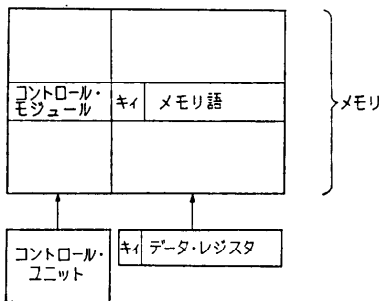 コントロール・
モジュール
キィ
メモリ語
メモリ
コントロール・
ユニット
キィ
データ・レジスタ